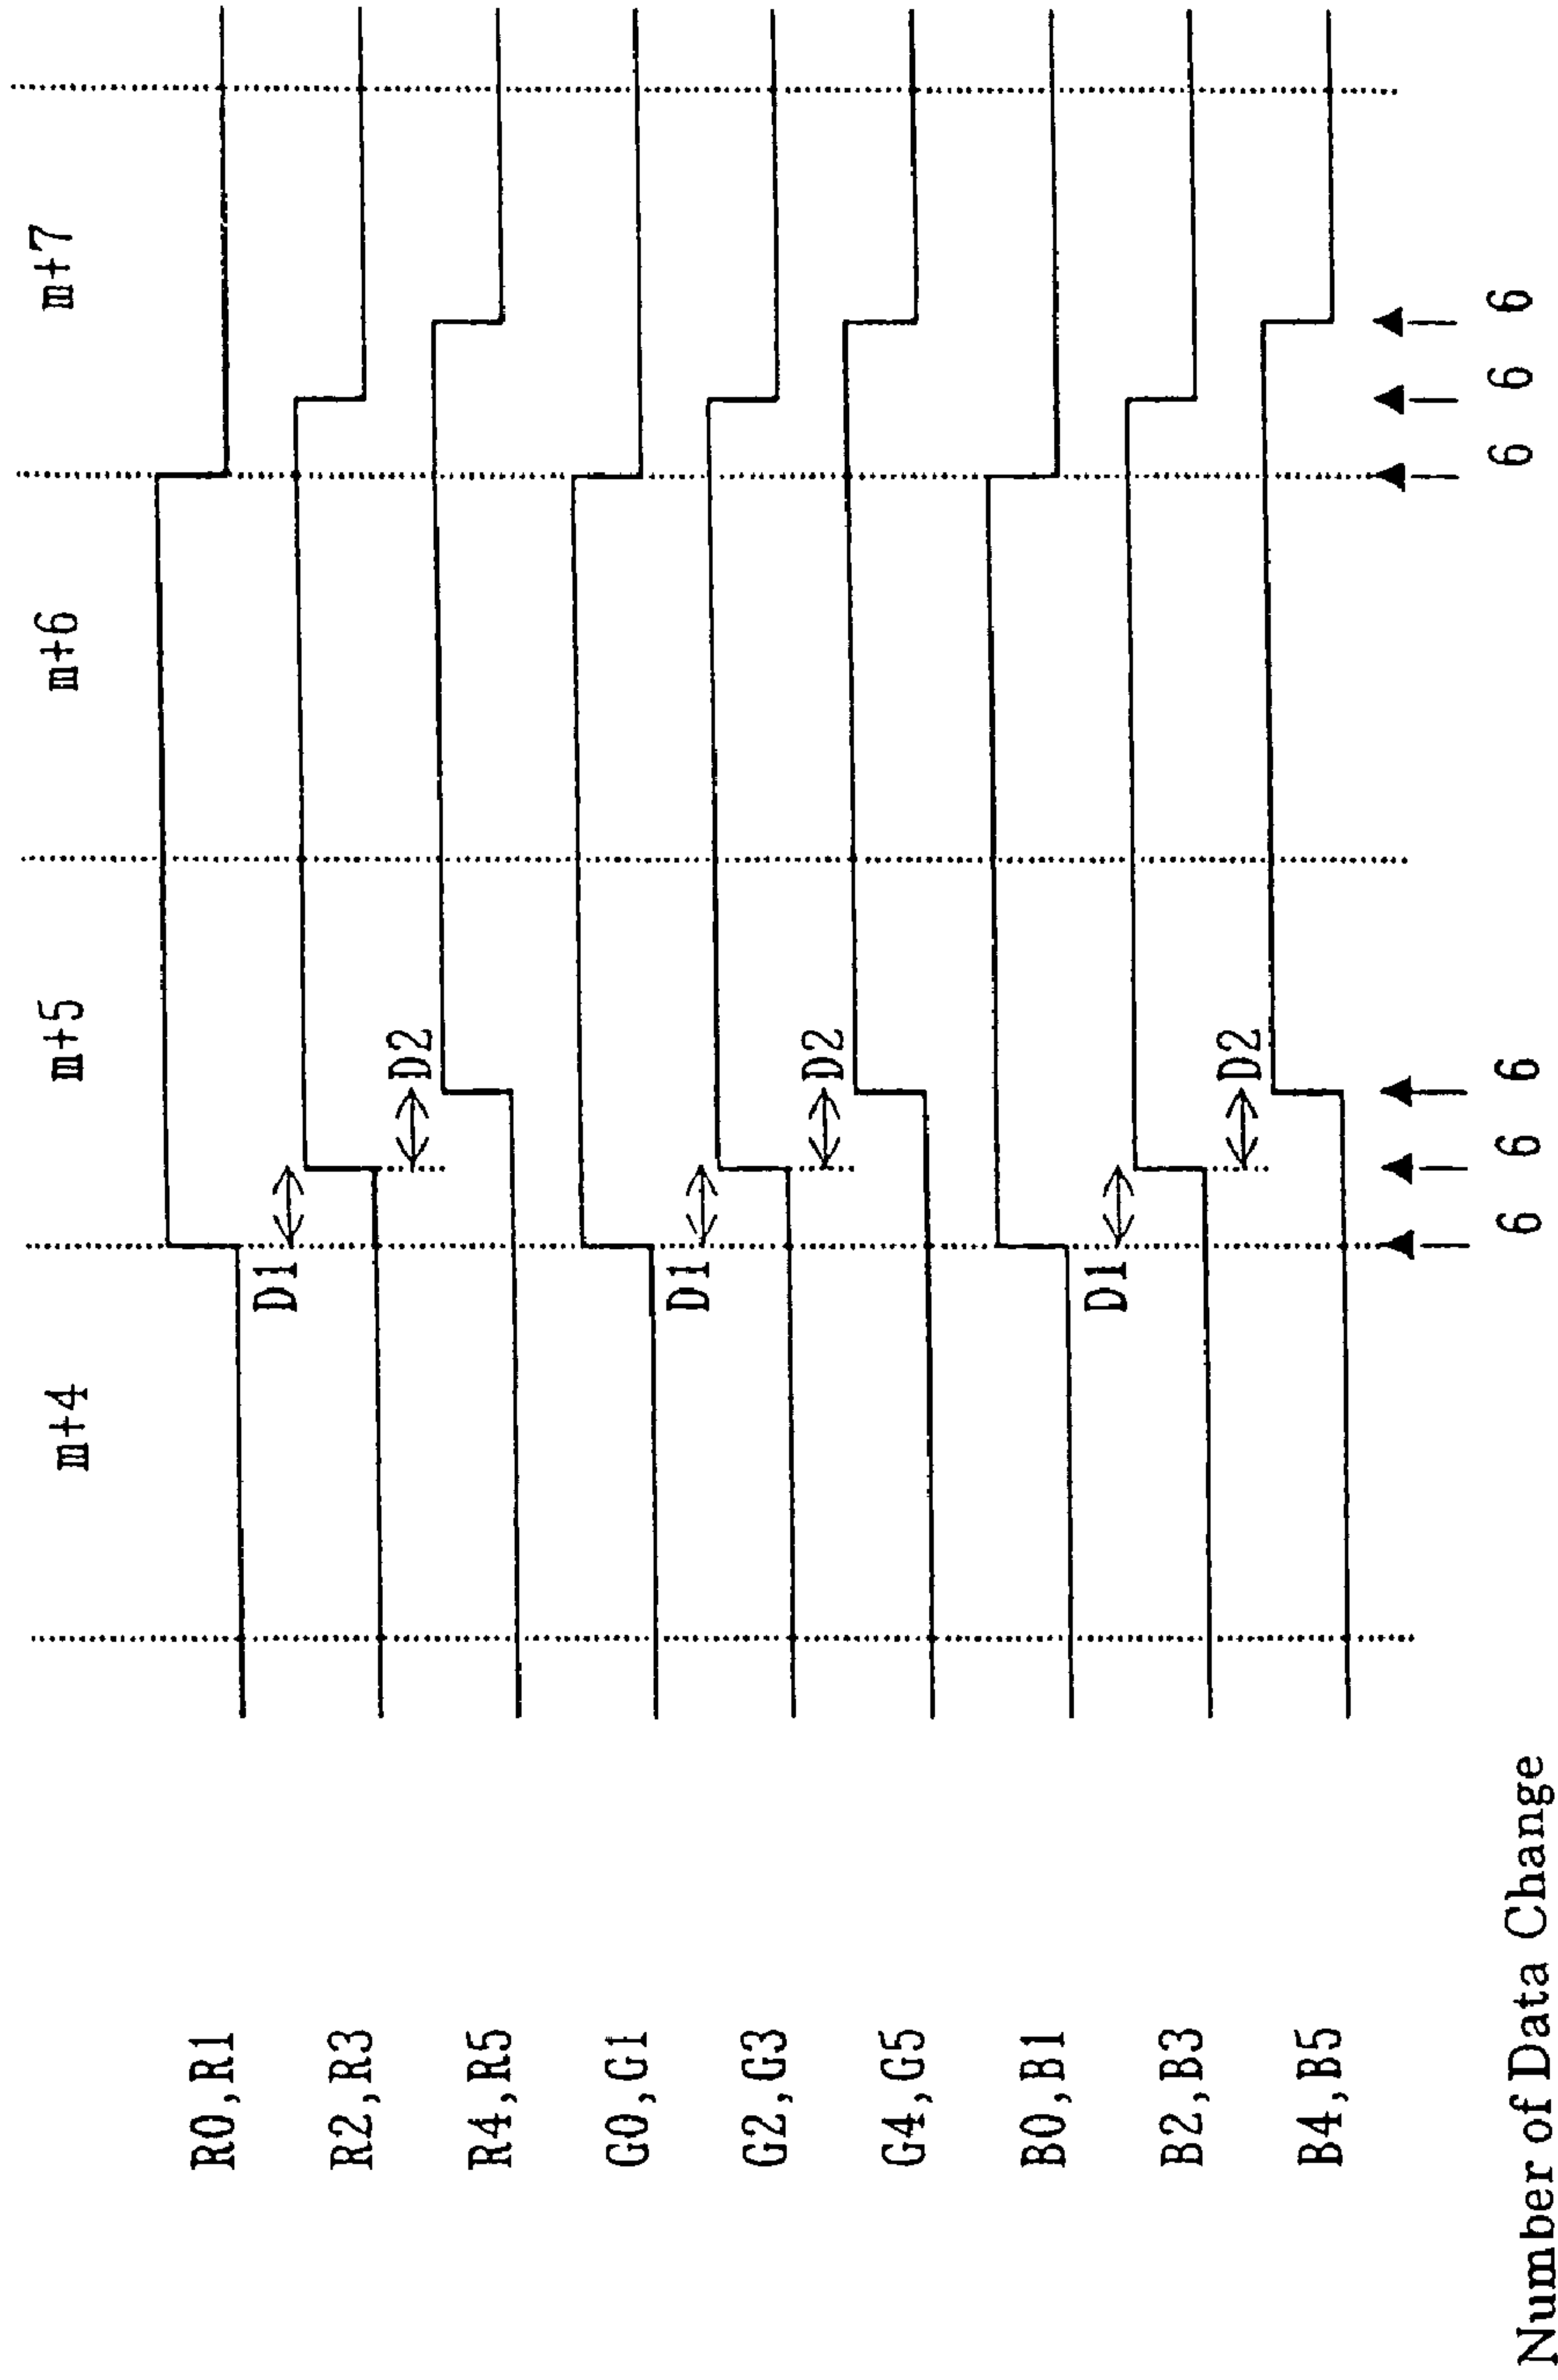 m+4 m+5 m+6 m+7
R0,R1
D1
R2,R3
D2
R4,R5
G0,G1
D1
G2,G3
D2
G4,G5
B0,B1
D1
B2,B3
D2
B4,B5
Number of Data Change 6 6 6 6 6 6